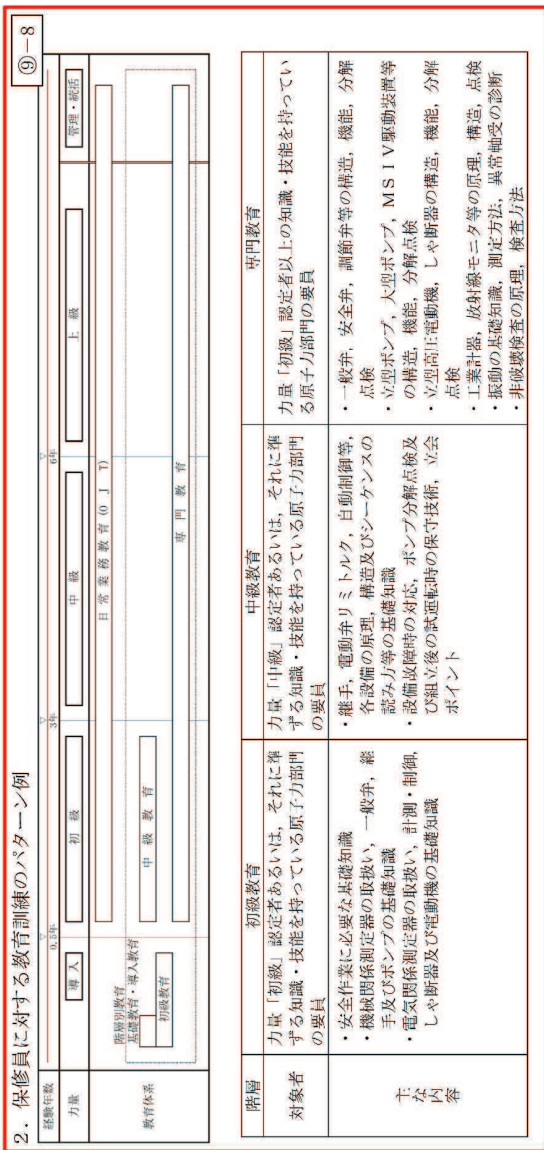 ⑨-8
2．保修員に対する教育訓練のパターン例
経験年数
0.5年
3年
6年
力量
導入
初級
中級
上級
管理・統括
教育体系
日常業務教育(OJT)
階層別教育
基礎教育・導入教育
初級教育
中級教育
専門教育
階層
初級教育
中級教育
専門教育
対象者
力量「初級」認定者あるいは，それに準
ずる知識・技能を持っている原子力部門
の要員
力量「中級」認定者あるいは，それに準
ずる知識・技能を持っている原子力部門
の要員
力量「初級」認定者以上の知識・技能を持ってい
る原子力部門の要員
主な内容
・安全作業に必要な基礎知識
・機械関係測定器の取扱い，一般弁，継
手及びポンプの基礎知識
・電気関係測定器の取扱い，計測・制御，
しゃ断器及び電動機の基礎知識
・継手，電動弁リミトルク，自動制御等，
各設備の原理，構造及びシーケンスの
読み方等の基礎知識
・設備故障時の対応，ポンプ分解点検及
び組立後の試運転時の保守技術，立会
ポイント
・一般弁，安全弁，調節弁等の構造，機能，分解
点検
・立型ポンプ，大型ポンプ，ＭＳＩＶ駆動装置等
の構造，機能，分解点検
・立型高圧電動機，しゃ断器の構造，機能，分解
点検
・工業計器，放射線モニタ等の原理，構造，点検
・振動の基礎知識，測定方法，異常軸受の診断
・非破壊検査の原理，検査方法